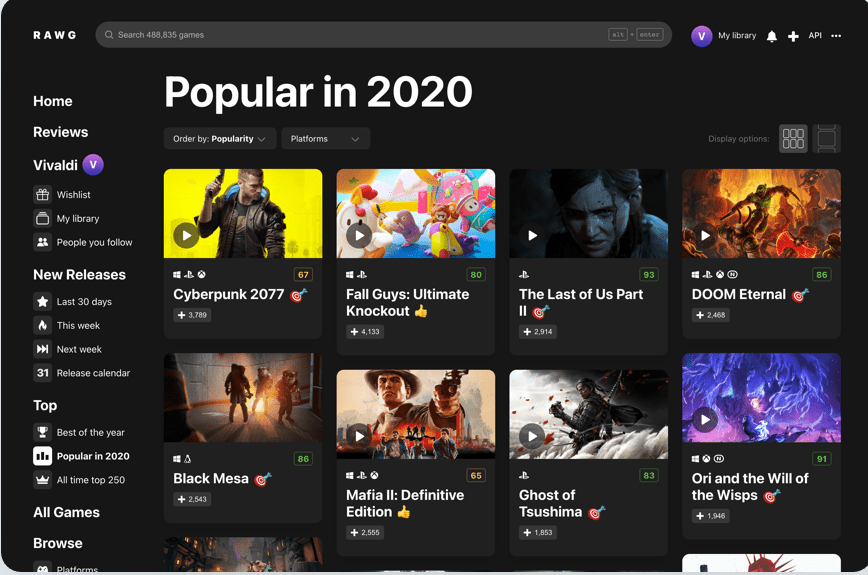 RAWG
Search 488,835 games
alt + enter
V
My library
API
Home
Reviews
Vivaldi V
Wishlist
My library
People you follow
New Releases
Last 30 days
This week
Next week
31 Release calendar
Top
Best of the year
Popular in 2020
All time top 250
All Games
Browse
Platforms
Popular in 2020
Order by: Popularity
Platforms
Display options:
67
Cyberpunk 2077
+ 3,789
80
Fall Guys: Ultimate
Knockout
+ 4,133
93
The Last of Us Part
II
+ 2,914
86
DOOM Eternal
+ 2,468
86
Black Mesa
+ 2,543
65
Mafia II: Definitive
Edition
+ 2,555
83
Ghost of
Tsushima
+ 1,853
91
Ori and the Will of
the Wisps
+ 1,946